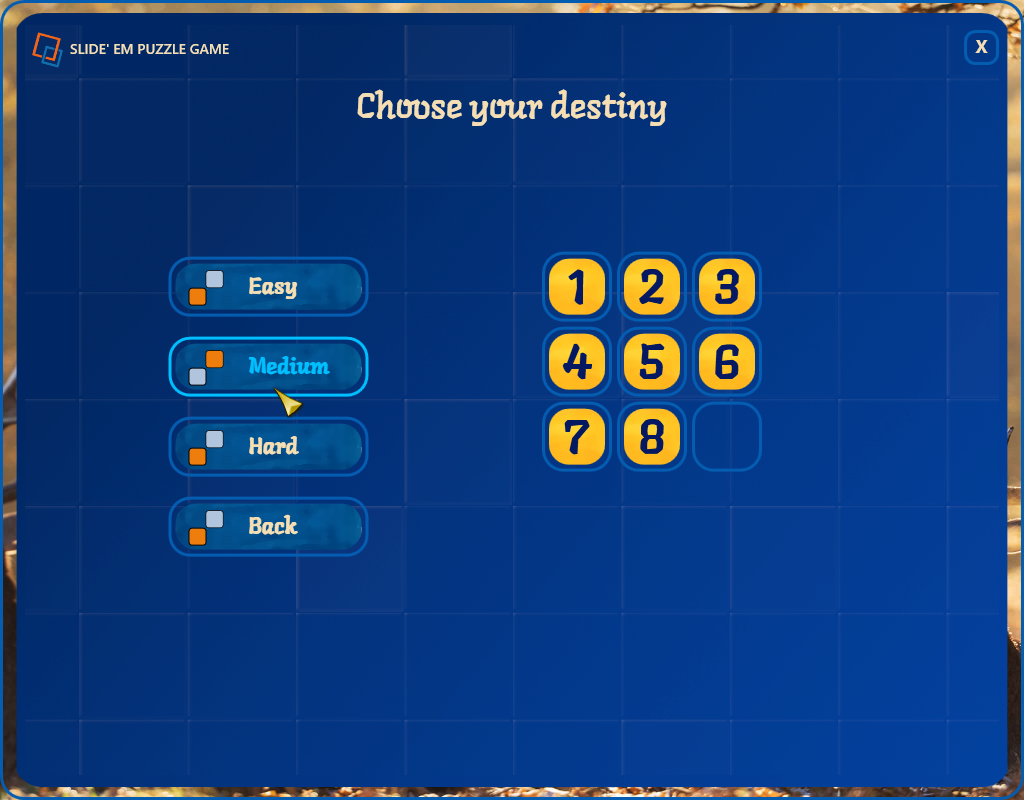 SLIDE' EM PUZZLE GAME
X
Choose your destiny
Easy
Medium
Hard
Back
1 2 3
4 5 6
7 8